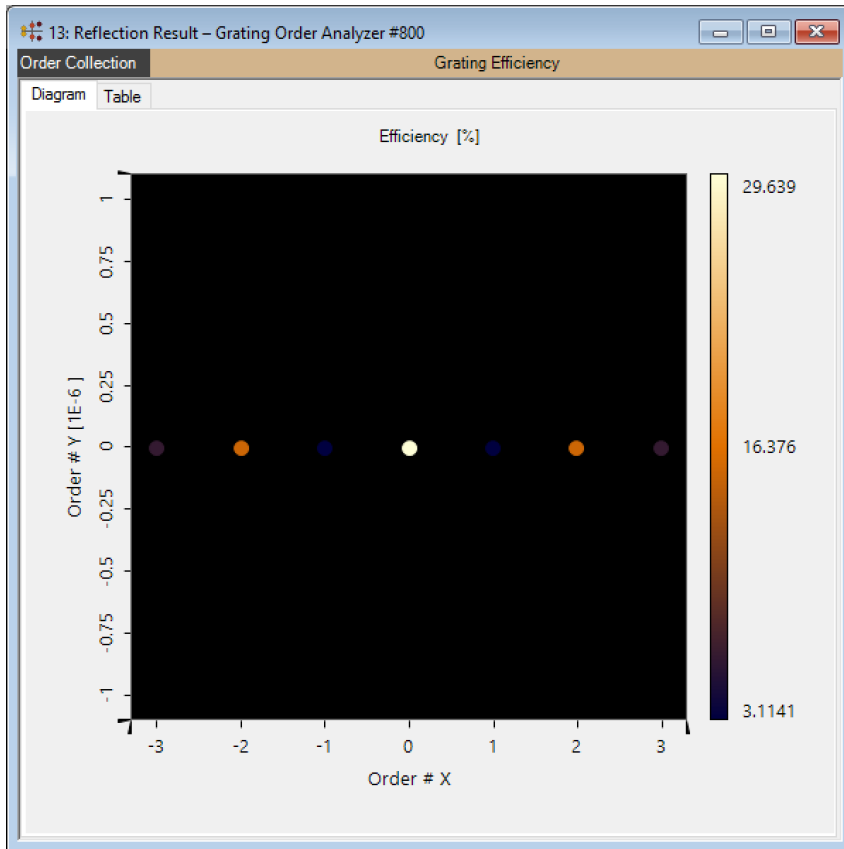 13: Reflection Result – Grating Order Analyzer #800
Order Collection
Grating Efficiency
Diagram
Table
Efficiency [%]
Order # Y [1E-6 ]
1
0.75
0.5
0.25
0
-0.25
-0.5
-0.75
-1
29.639
16.376
3.1141
-3 -2 -1 0 1 2 3
Order # X